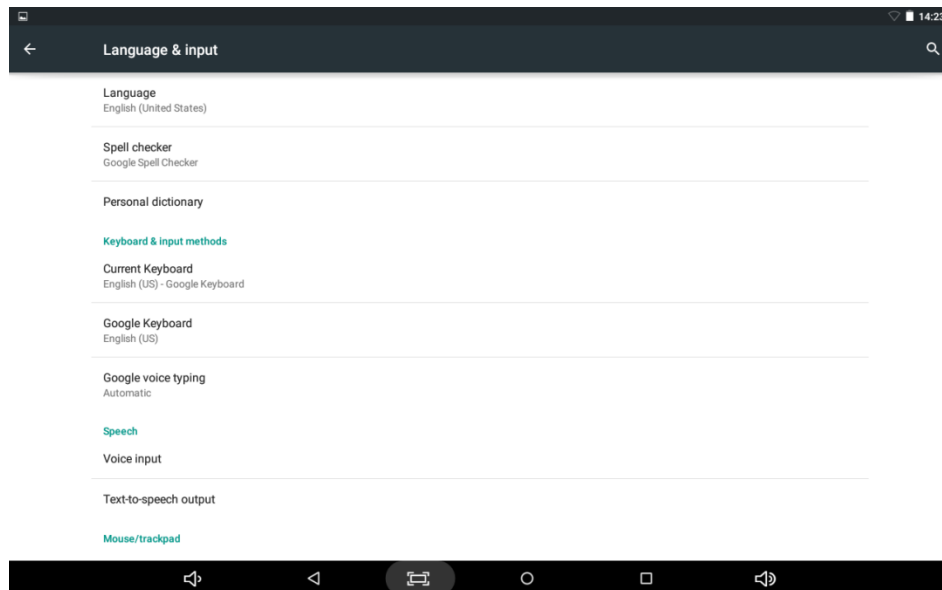 14:23
Language & input
Language
English (United States)
Spell checker
Google Spell Checker
Personal dictionary
Keyboard & input methods
Current Keyboard
English (US) - Google Keyboard
Google Keyboard
English (US)
Google voice typing
Automatic
Speech
Voice input
Text-to-speech output
Mouse/trackpad